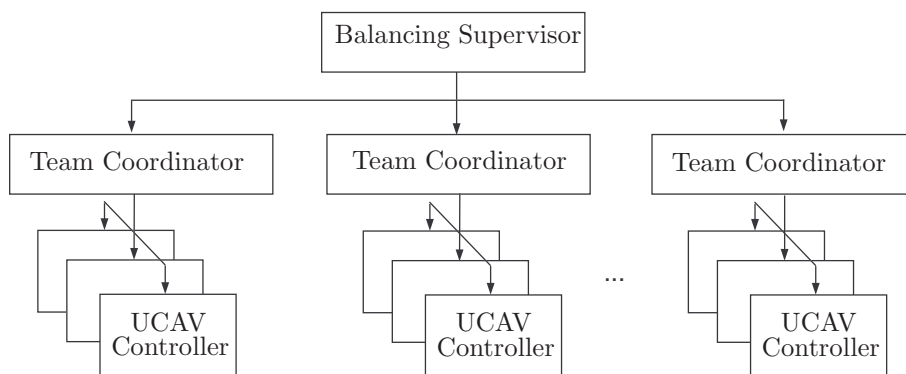 Balancing Supervisor
Team Coordinator
Team Coordinator
Team Coordinator
...
UCAV
Controller
UCAV
Controller
UCAV
Controller